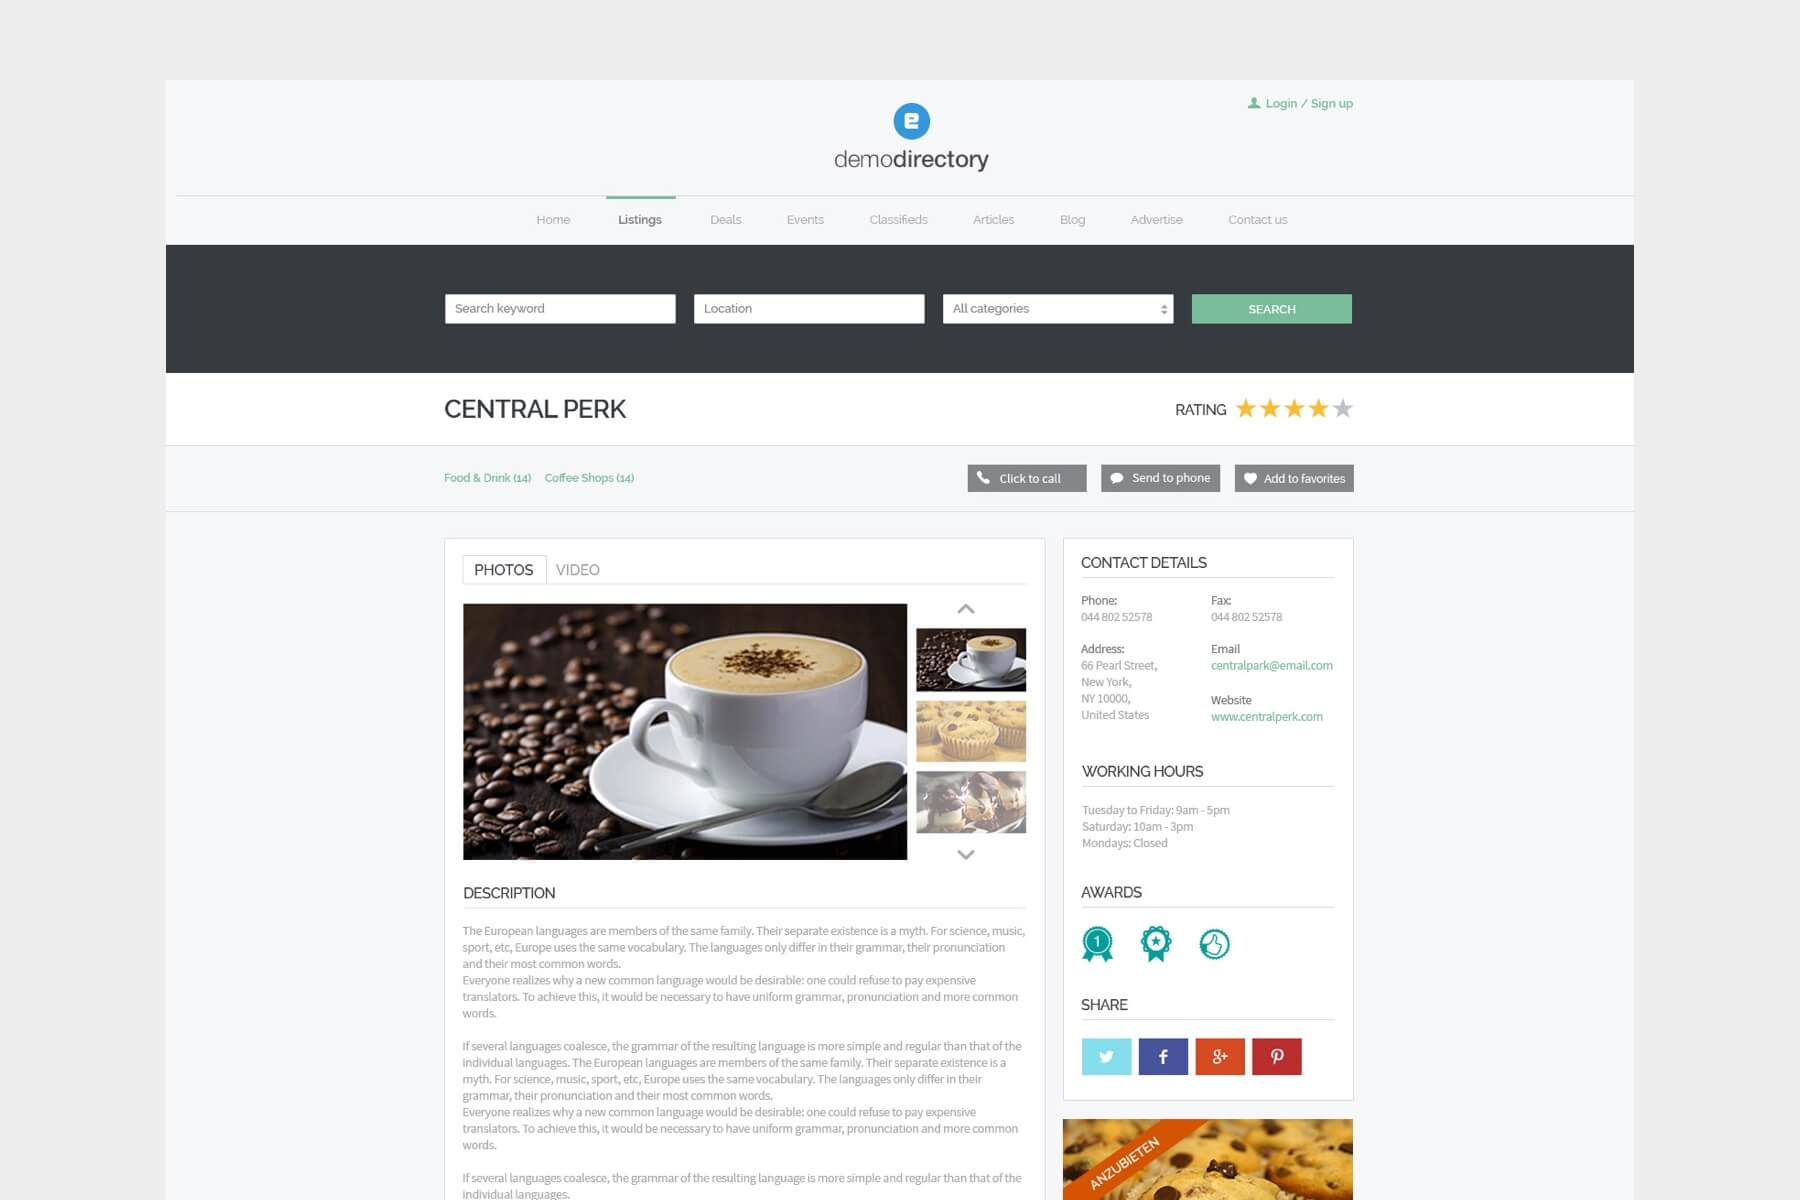 Login / Sign up
e
demodirectory
Home Listings Deals Events Classifieds Articles Blog Advertise Contact us
Search keyword Location All categories SEARCH
CENTRAL PERK
RATING
Food & Drink (14) Coffee Shops (14)
Click to call Send to phone Add to favorites
PHOTOS VIDEO
DESCRIPTION
The European languages are members of the same family. Their separate existence is a myth. For science, music,
sport, etc, Europe uses the same vocabulary. The languages only differ in their grammar, their pronunciation
and their most common words.
Everyone realizes why a new common language would be desirable: one could refuse to pay expensive
translators. To achieve this, it would be necessary to have uniform grammar, pronunciation and more common
words.
If several languages coalesce, the grammar of the resulting language is more simple and regular than that of the
individual languages. The European languages are members of the same family. Their separate existence is a
myth. For science, music, sport, etc, Europe uses the same vocabulary. The languages only differ in their
grammar, their pronunciation and their most common words.
Everyone realizes why a new common language would be desirable: one could refuse to pay expensive
translators. To achieve this, it would be necessary to have uniform grammar, pronunciation and more common
words.
If several languages coalesce, the grammar of the resulting language is more simple and regular than that of the
individual languages.
CONTACT DETAILS
Phone:
044 802 52578
Fax:
044 802 52578
Address:
66 Pearl Street,
New York,
NY 10000,
United States
Email
centralpark@email.com
Website
www.centralperk.com
WORKING HOURS
Tuesday to Friday: 9am - 5pm
Saturday: 10am - 3pm
Mondays: Closed
AWARDS
1
SHARE
f
g+
ANZUBIETEN